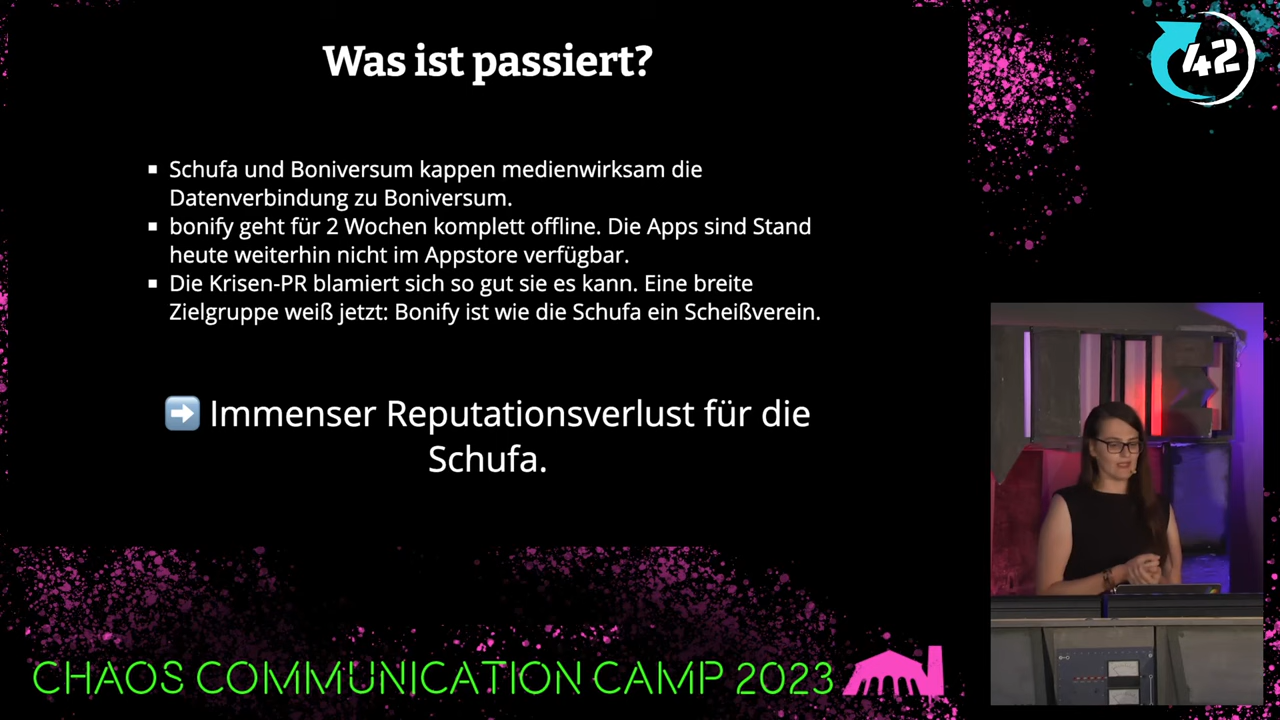 Was ist passiert?
42
Schufa und Boniversum kappen medienwirksam die
Datenverbindung zu Boniversum.
bonify geht für 2 Wochen komplett offline. Die Apps sind Stand
heute weiterhin nicht im Appstore verfügbar.
Die Krisen-PR blamiert sich so gut sie es kann. Eine breite
Zielgruppe weiß jetzt: Bonify ist wie die Schufa ein Scheißverein.
➡️ Immenser Reputationsverlust für die
Schufa.
CHAOS COMMUNICATION CAMP 2023